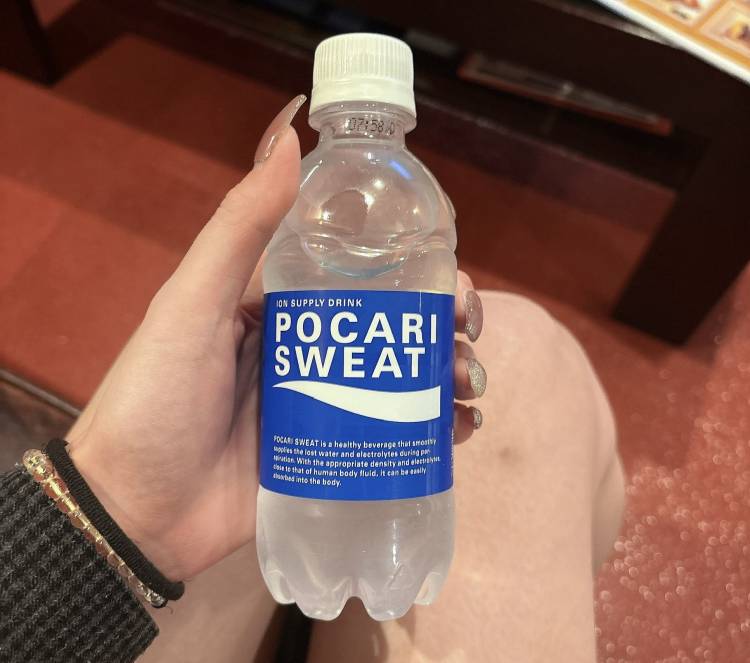 07:58
ION SUPPLY DRINK
POCARI
SWEAT
POCARI SWEAT is a healthy beverage that smoothly
supplies the lost water and electrolytes during per-
spiration. With the appropriate density and electrolytes,
close to that of human body fluid, it can be easily
absorbed into the body.